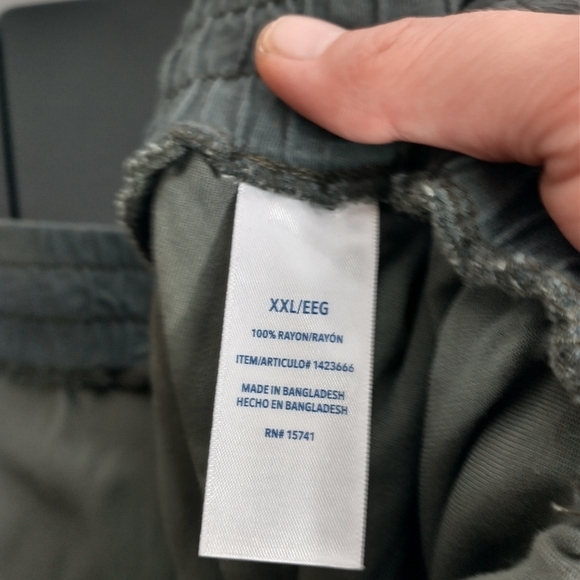 XXL/EEG
100% RAYON/RAYÓN
ITEM/ARTICULO# 1423666
MADE IN BANGLADESH
HECHO EN BANGLADESH
RN# 15741